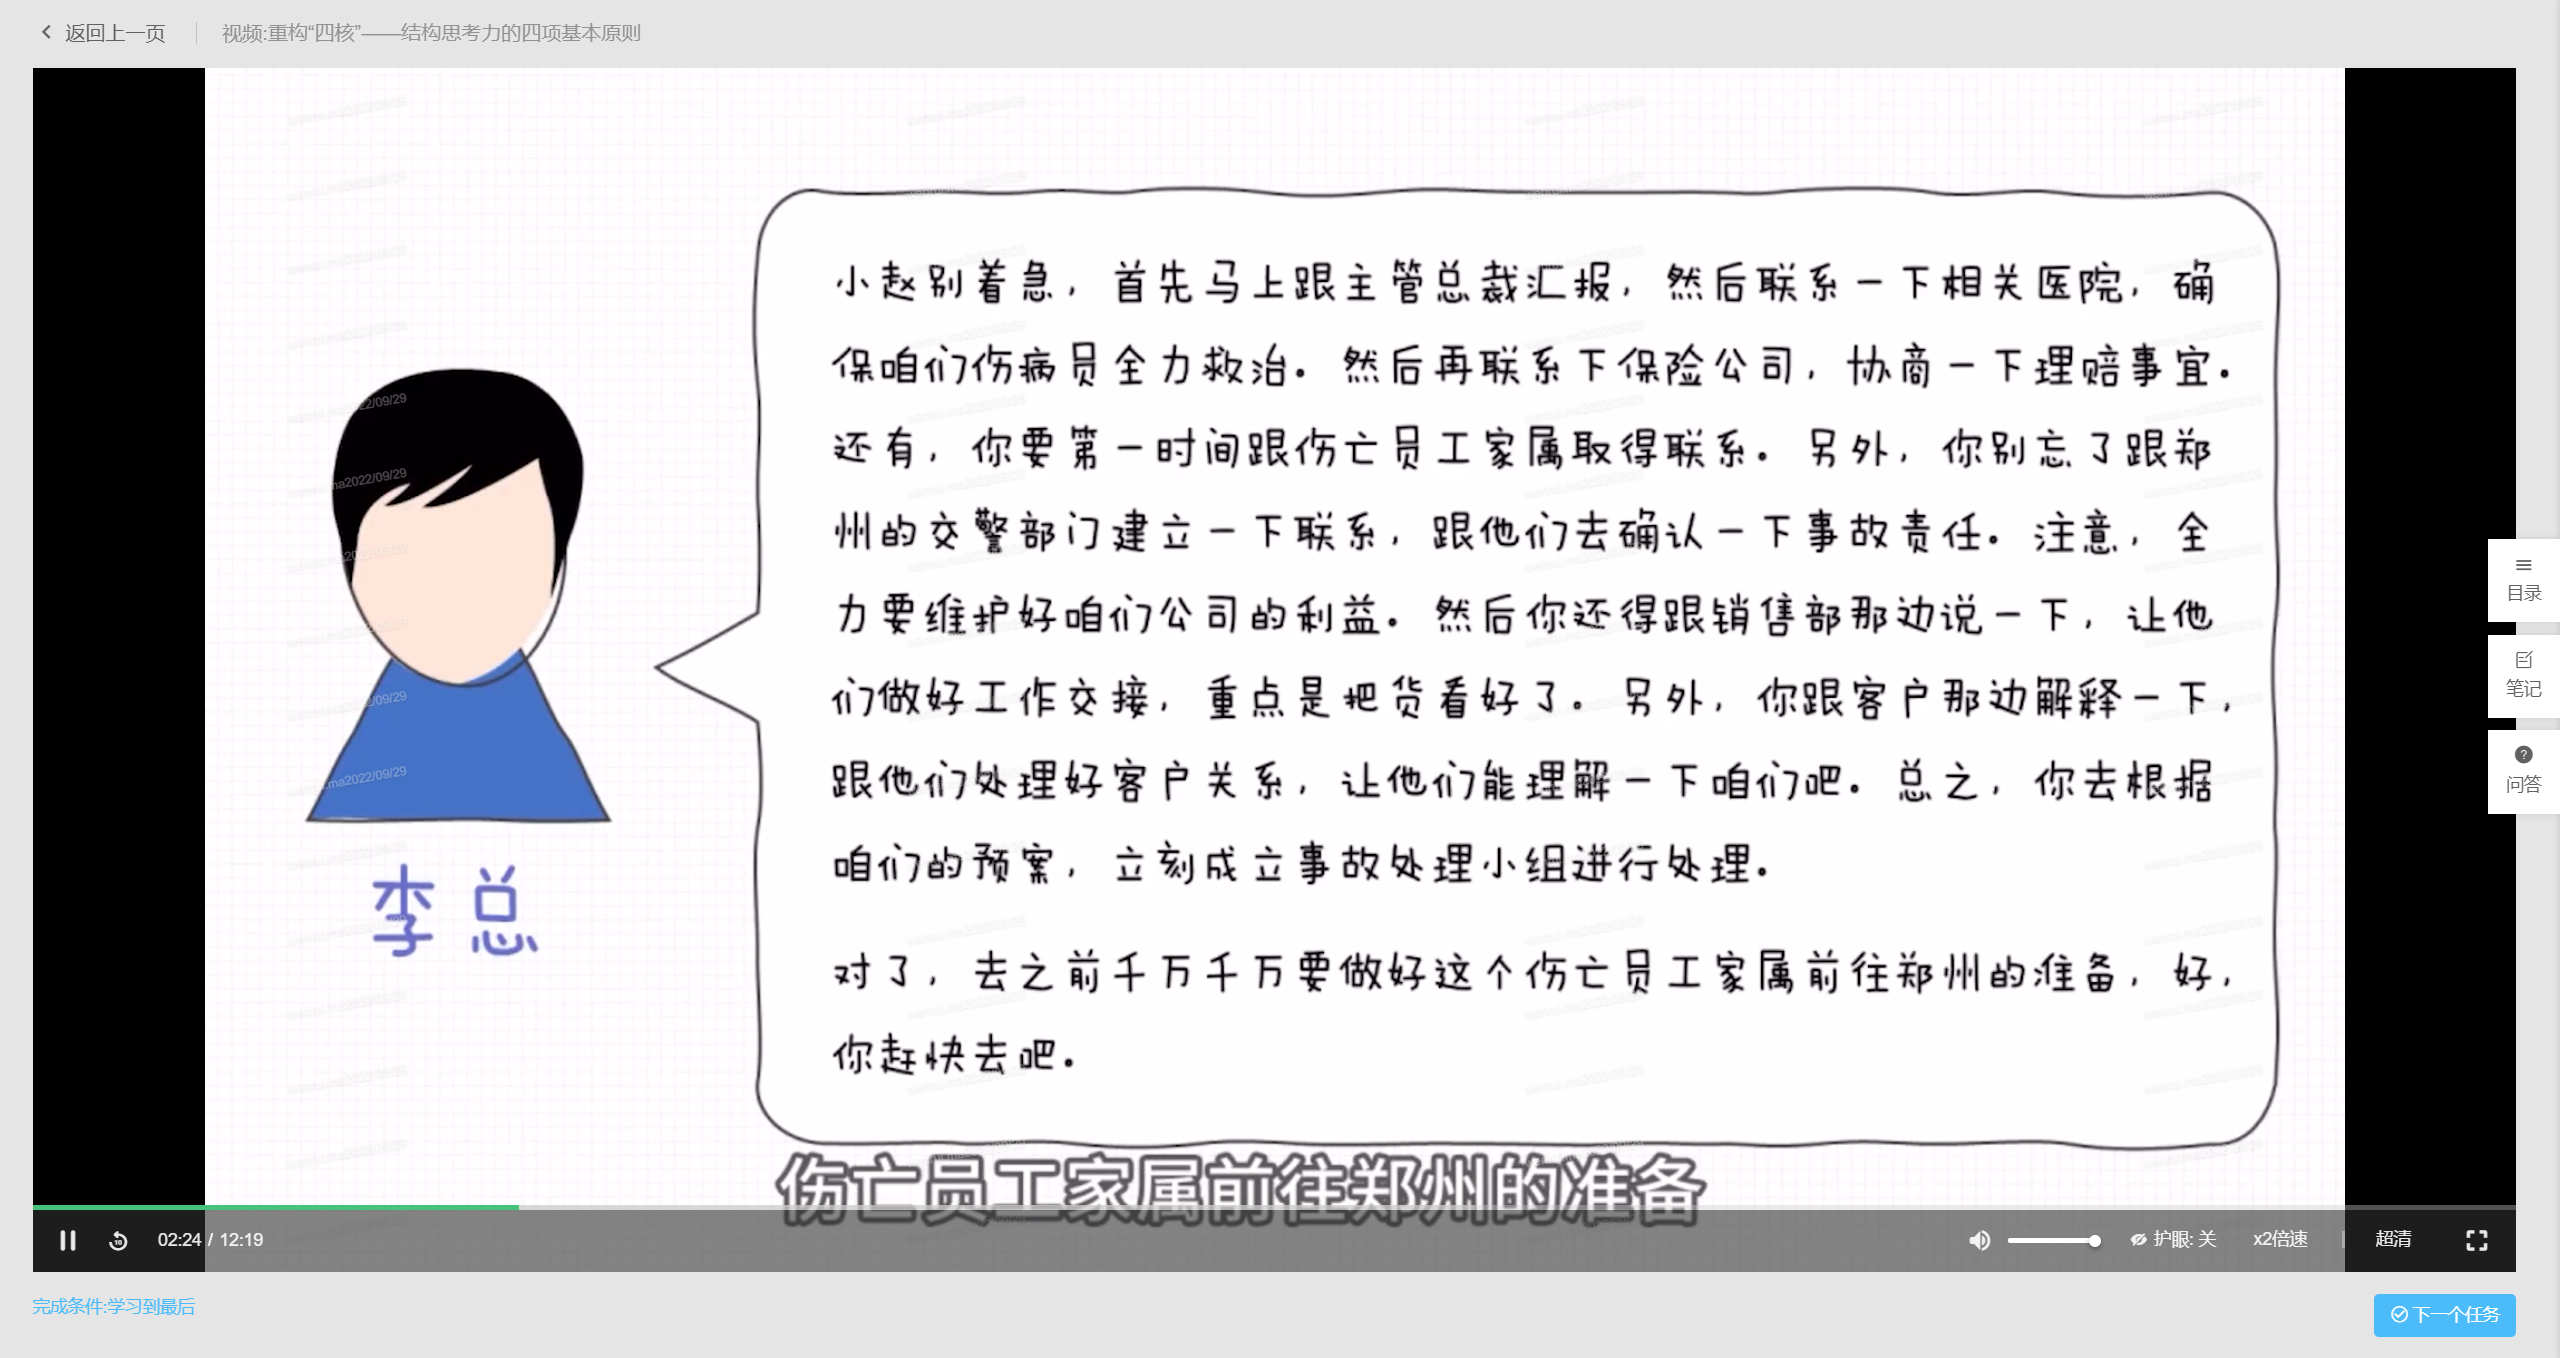 返回上一页
视频:重构“四核”——结构思考力的四项基本原则
小赵别着急，首先马上跟主管总裁汇报，然后联系一下相关医院，确
保咱们伤病员全力救治。然后再联系下保险公司，协商一下理赔事宜。
还有，你要第一时间跟伤亡员工家属取得联系。另外，你别忘了跟郑
州的交警部门建立一下联系，跟他们去确认一下事故责任。注意，全
力要维护好咱们公司的利益。然后你还得跟销售部那边说一下，让他
们做好工作交接，重点是把货看好了。另外，你跟客户那边解释一下，
跟他们处理好客户关系，让他们能理解一下咱们吧。总之，你去根据
咱们的预案，立刻成立事故处理小组进行处理。
对了，去之前千万千万要做好这个伤亡员工家属前往郑州的准备，好，
你赶快去吧。
李总
伤亡员工家属前往郑州的准备
目录
笔记
问答
10
02:24 / 12:19
护眼: 关
x2倍速
超清
完成条件:学习到最后
下一个任务